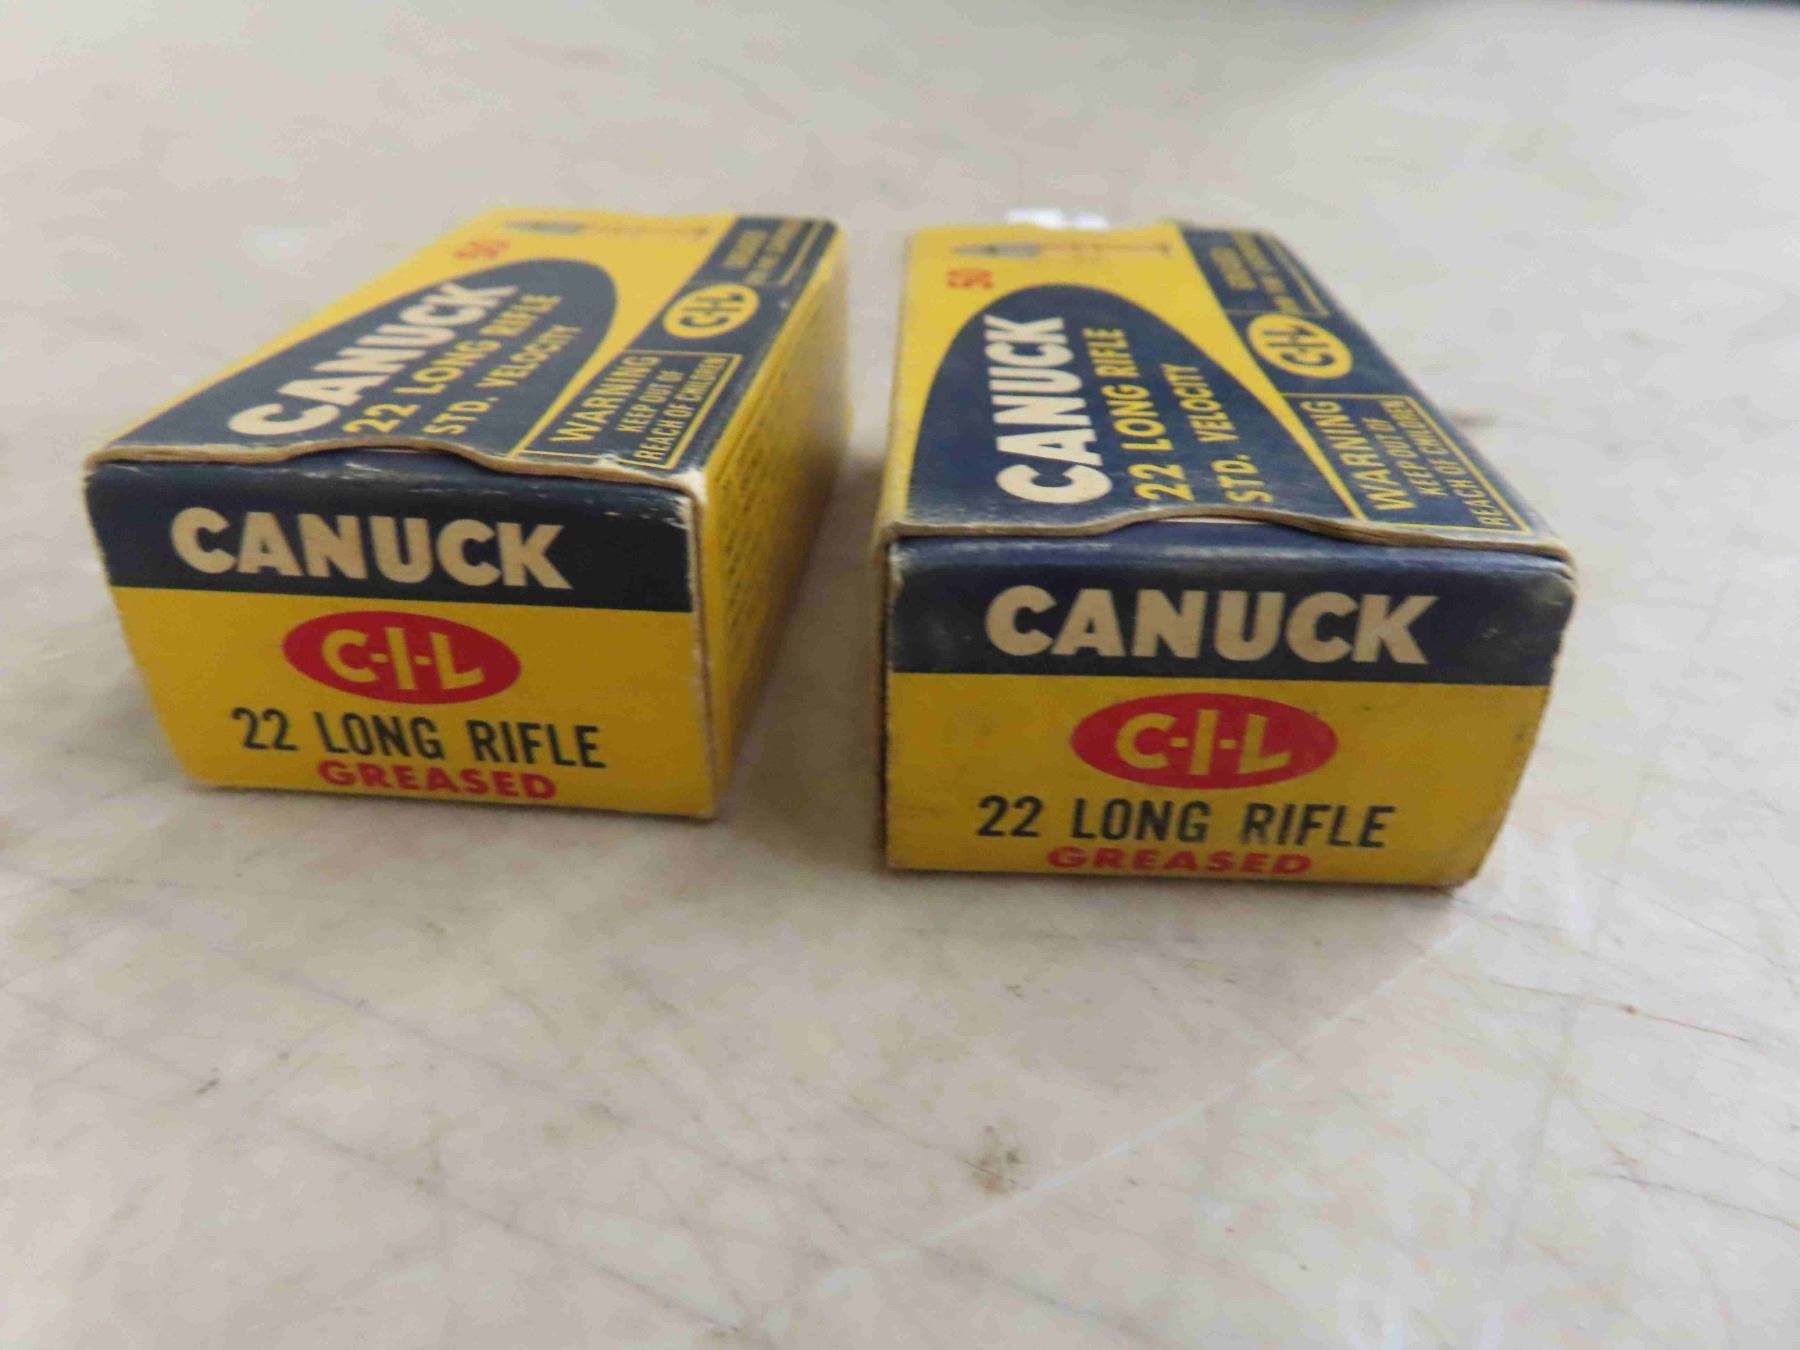 50
CANUCK
22 LONG RIFLE
STD. VELOCITY
C-I-L
WARNING
KEEP OUT OF
REACH OF CHILDREN
CANUCK
C-I-L
22 LONG RIFLE
GREASED
50
CANUCK
22 LONG RIFLE
STD. VELOCITY
C-I-L
WARNING
KEEP OUT OF
REACH OF CHILDREN
CANUCK
C-I-L
22 LONG RIFLE
GREASED